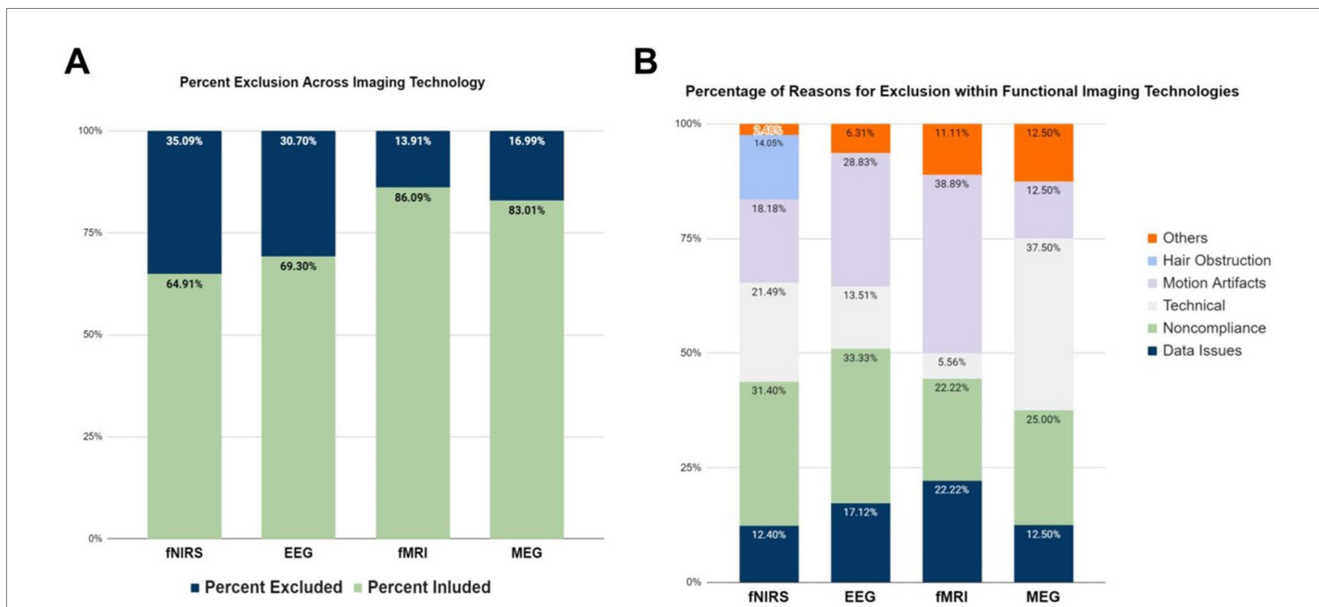 A
Percent Exclusion Across Imaging Technology
100%
35.09%
30.70%
13.91%
16.99%
86.09%
83.01%
75%
64.91%
69.30%
50%
25%
0%
fNIRS
EEG
fMRI
MEG
Percent Excluded
Percent Inluded
B
Percentage of Reasons for Exclusion within Functional Imaging Technologies
100%
2.48%
6.31%
11.11%
12.50%
14.05%
28.83%
38.89%
12.50%
18.18%
75%
37.50%
21.49%
13.51%
50%
5.56%
31.40%
33.33%
22.22%
25.00%
25%
22.22%
17.12%
12.40%
12.50%
0%
fNIRS
EEG
fMRI
MEG
Others
Hair Obstruction
Motion Artifacts
Technical
Noncompliance
Data Issues